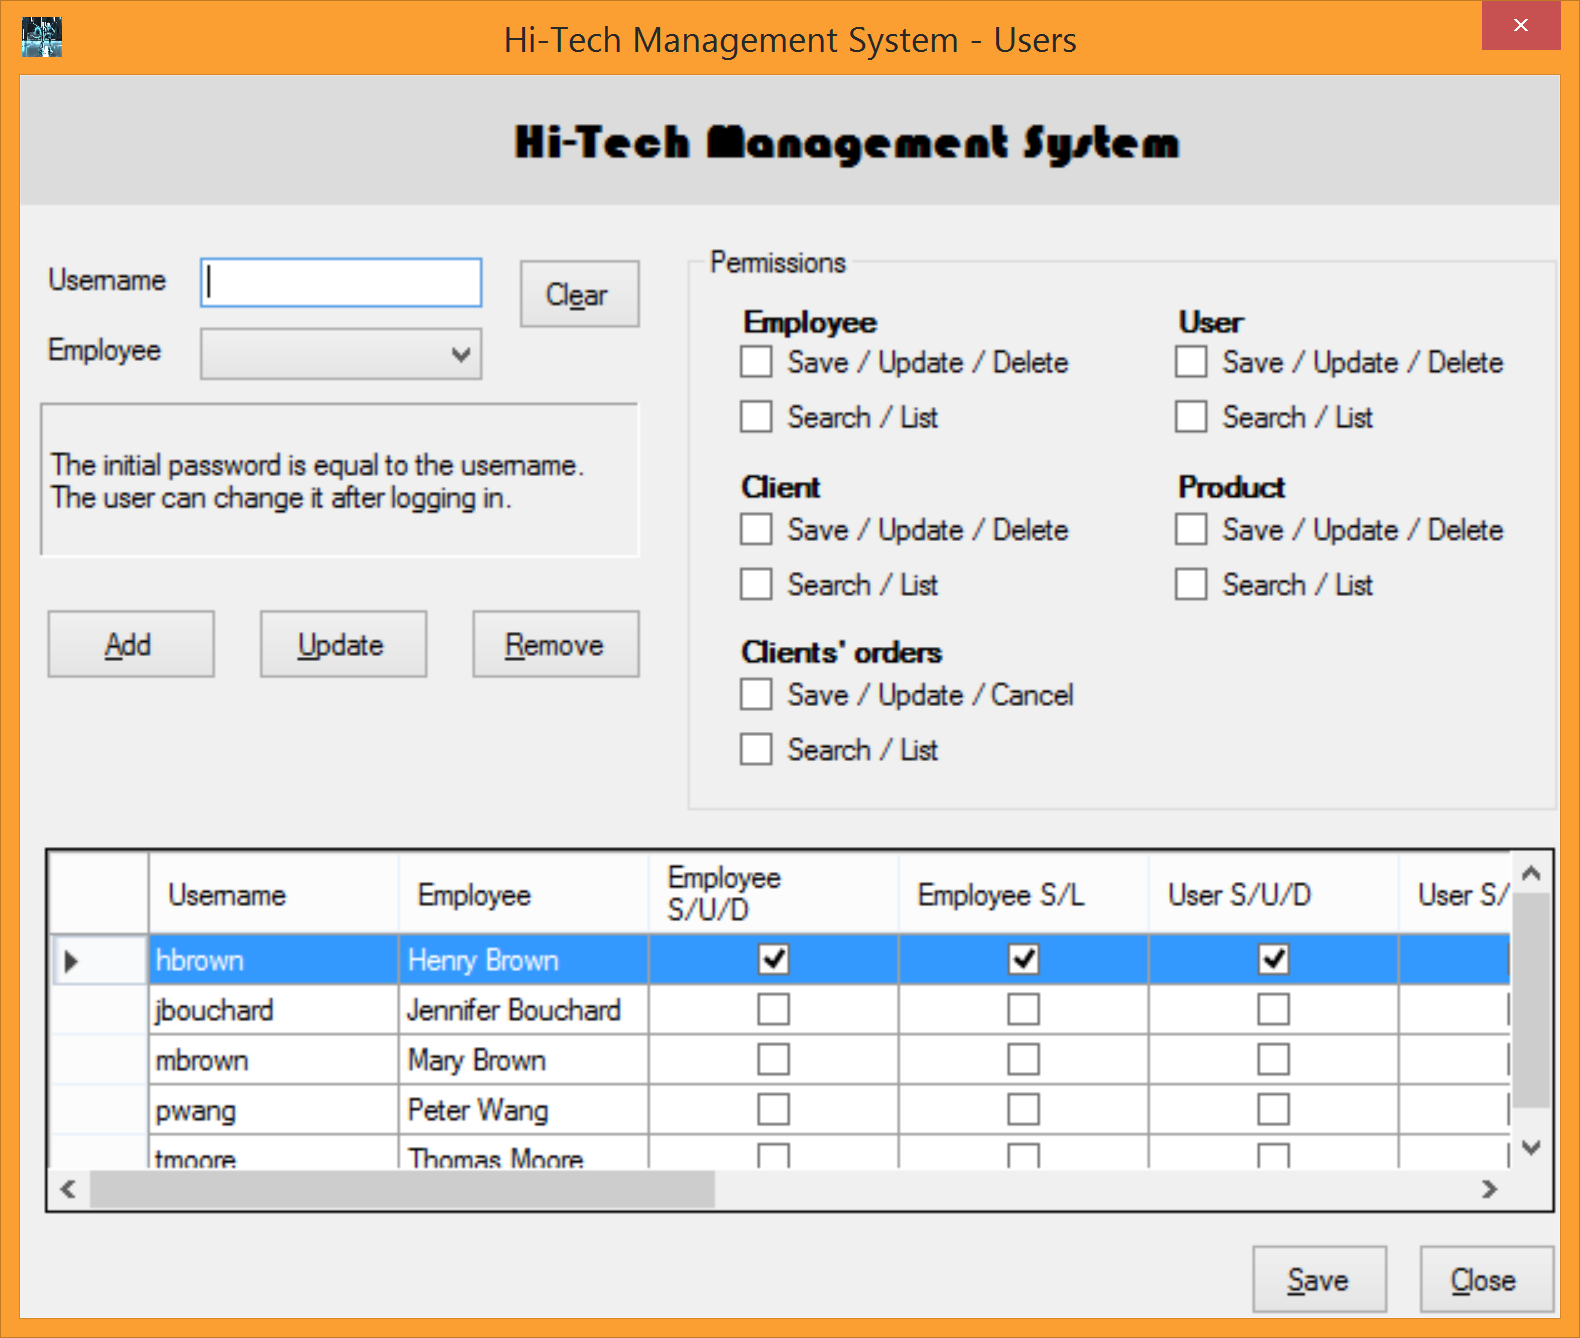 Hi-Tech Management System - Users
Hi-Tech Management System
Username
Clear
Employee
The initial password is equal to the username.
The user can change it after logging in.
Add Update Remove
Permissions
Employee User
Save / Update / Delete Save / Update / Delete
Search / List Search / List
Client Product
Save / Update / Delete Save / Update / Delete
Search / List Search / List
Clients' orders
Save / Update / Cancel
Search / List
Username Employee Employee S/U/D Employee S/L User S/U/D User S/
hbrown Henry Brown
jbouchard Jennifer Bouchard
mbrown Mary Brown
pwang Peter Wang
tmoore Thomas Moore
Save Close